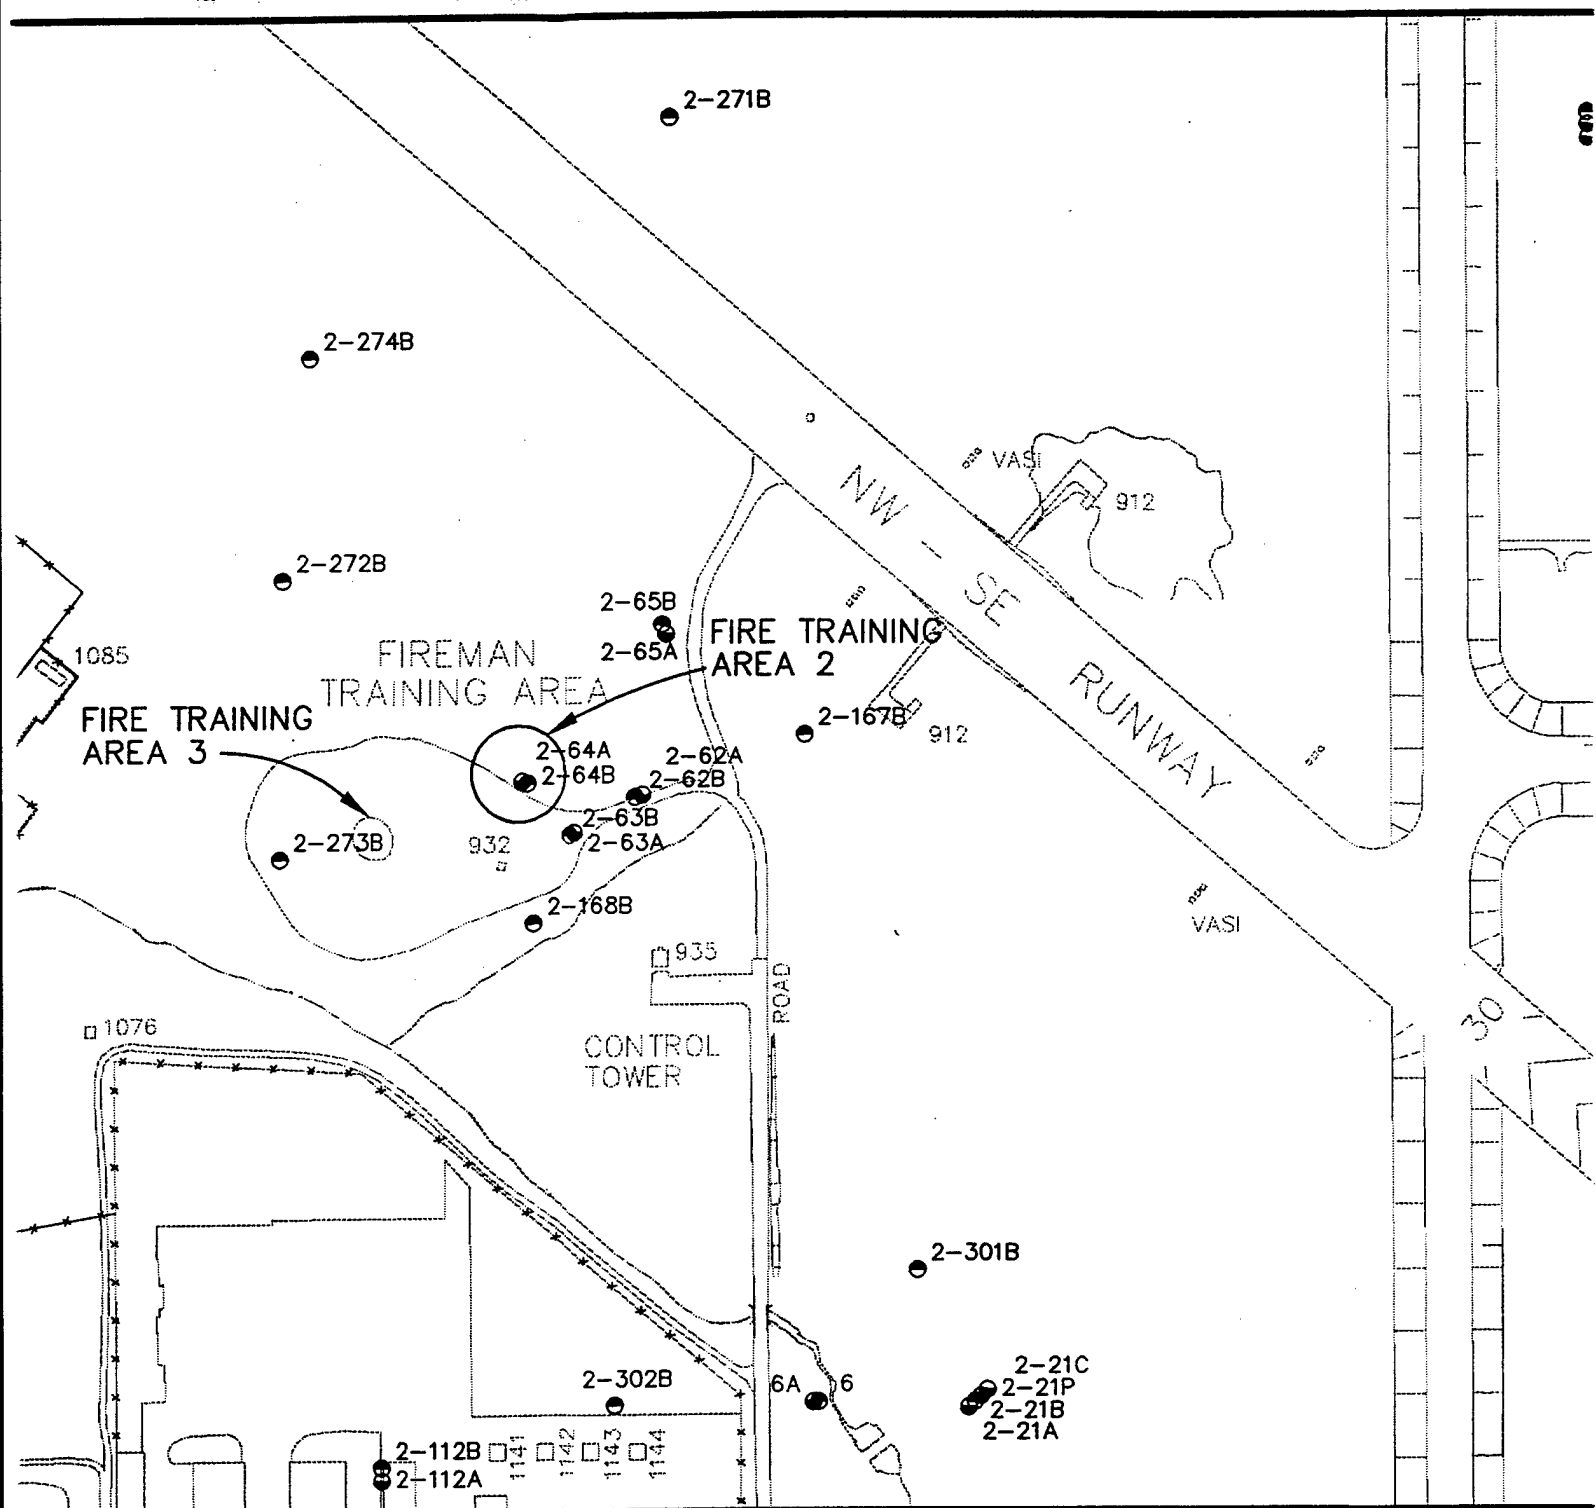 2-271B
2-274B
VASI
912
NW - SE
RUNWAY
2-272B
2-65B
2-65A
FIRE TRAINING
AREA 2
1085
FIREMAN
TRAINING AREA
FIRE TRAINING
AREA 3
2-167B
912
2-64A
2-64B
2-62A
2-62B
2-63B
2-63A
2-273B
932
2-168B
VASI
935
ROAD
30
1076
CONTROL
TOWER
2-301B
2-302B
6A
6
2-21C
2-21P
2-21B
2-21A
2-112B
2-112A
1141
1142
1143
1144